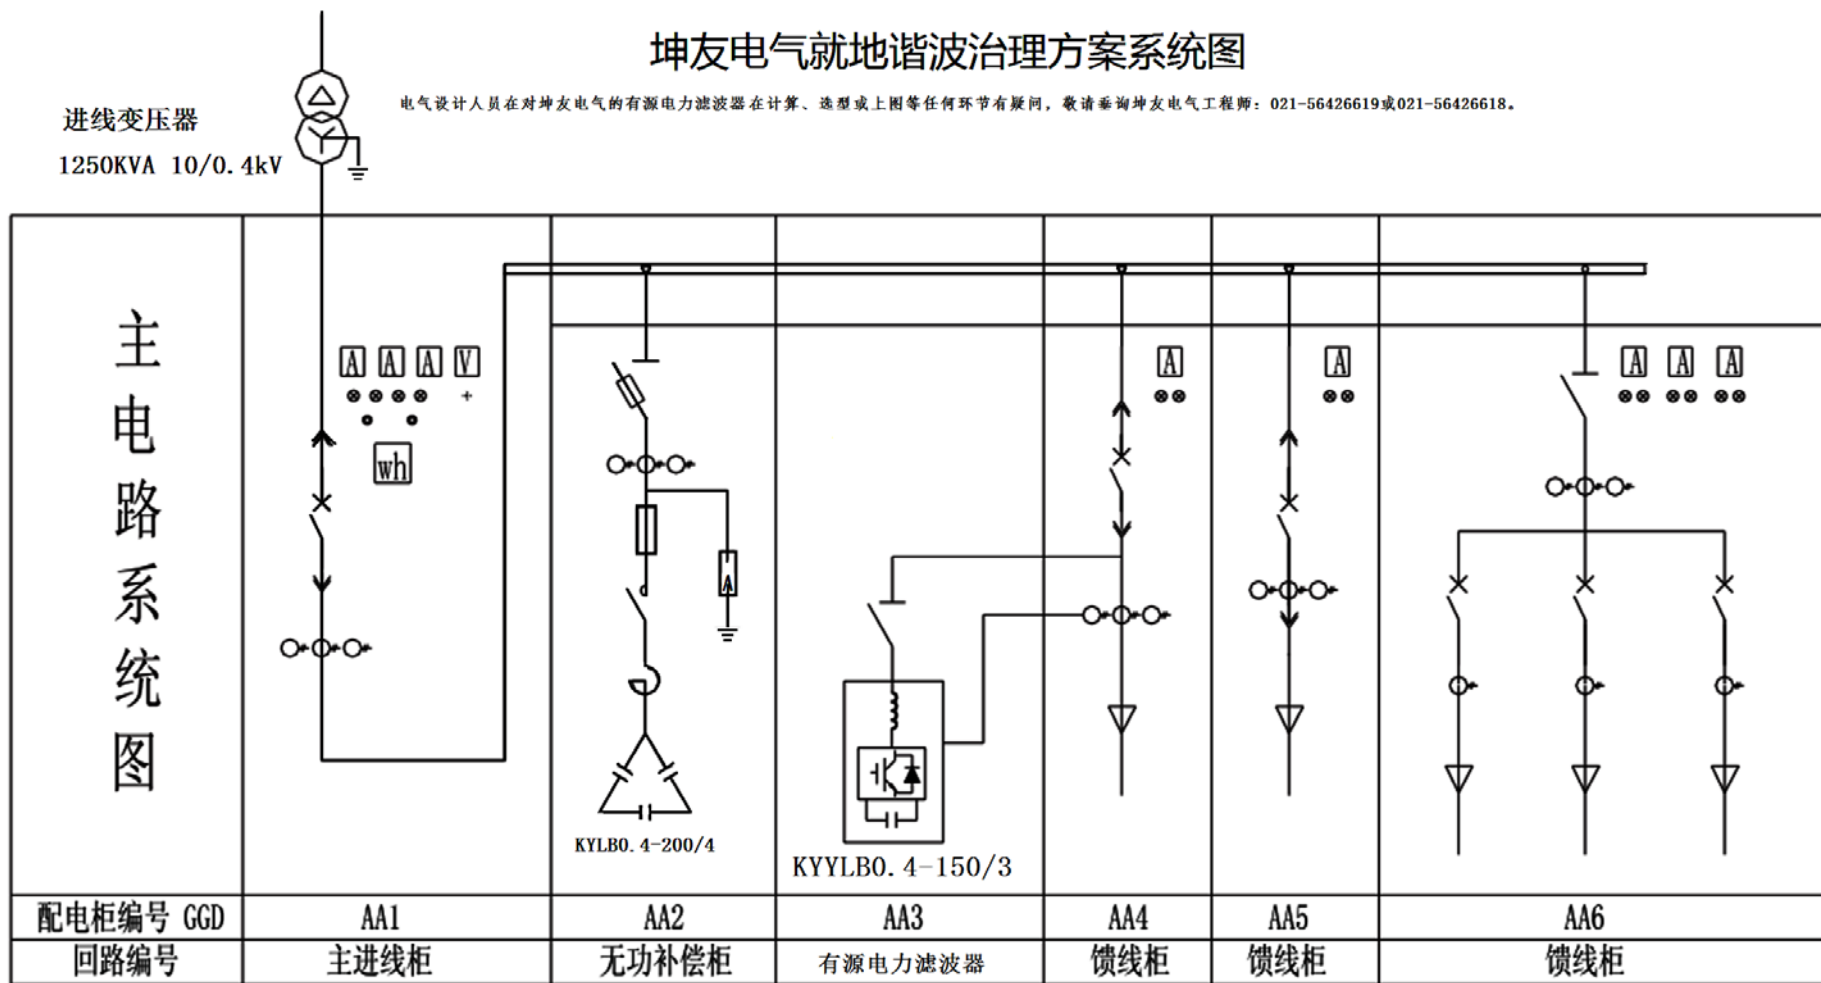 坤友电气就地谐波治理方案系统图
电气设计人员在对坤友电气的有源电力滤波器在计算、选型或上图等任何环节有疑问，敬请垂询坤友电气工程师：021-56426619或021-56426618。
进线变压器
1250KVA 10/0.4kV
主电路系统图
A A A V
wh
A
A
A A A
A
KYLB0.4-200/4
KYYLB0.4-150/3
配电柜编号 GGD AA1 AA2 AA3 AA4 AA5 AA6
回路编号 主进线柜 无功补偿柜 有源电力滤波器 馈线柜 馈线柜 馈线柜